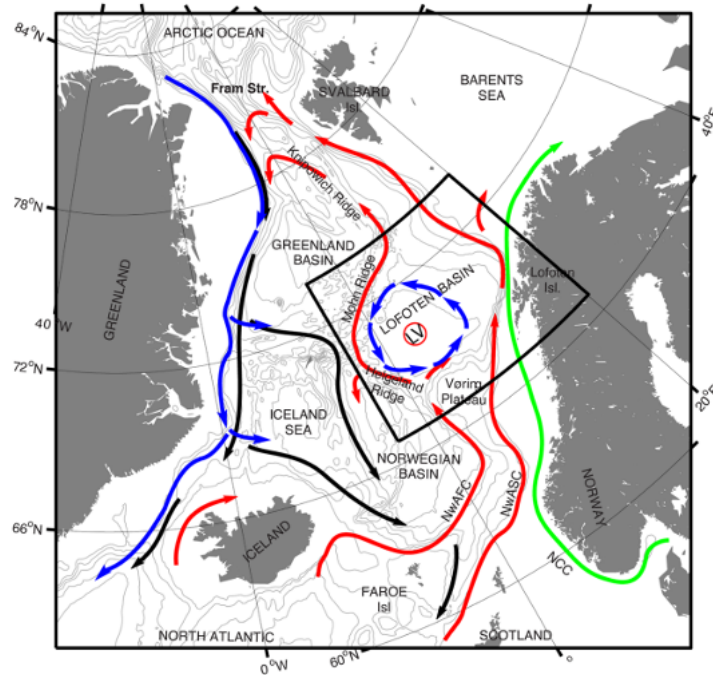 84°N
ARCTIC OCEAN
Fram Str.
SVALBARD
Isl.
BARENTS
SEA
40°
Knipowich Ridge
78°N
GREENLAND
BASIN
GREENLAND
Mohn Ridge
LOFOTEN BASIN
Lofoten
Isl.
LV
40 °W
72°N
Helgeland
Ridge
Vørim
Plateau
20°
ICELAND
SEA
NORWEGIAN
BASIN
NwAFC
NwASC
NORWAY
66°N
ICELAND
NCC
FAROE
Isl
NORTH ATLANTIC
SCOTLAND
0°W
60°N
°